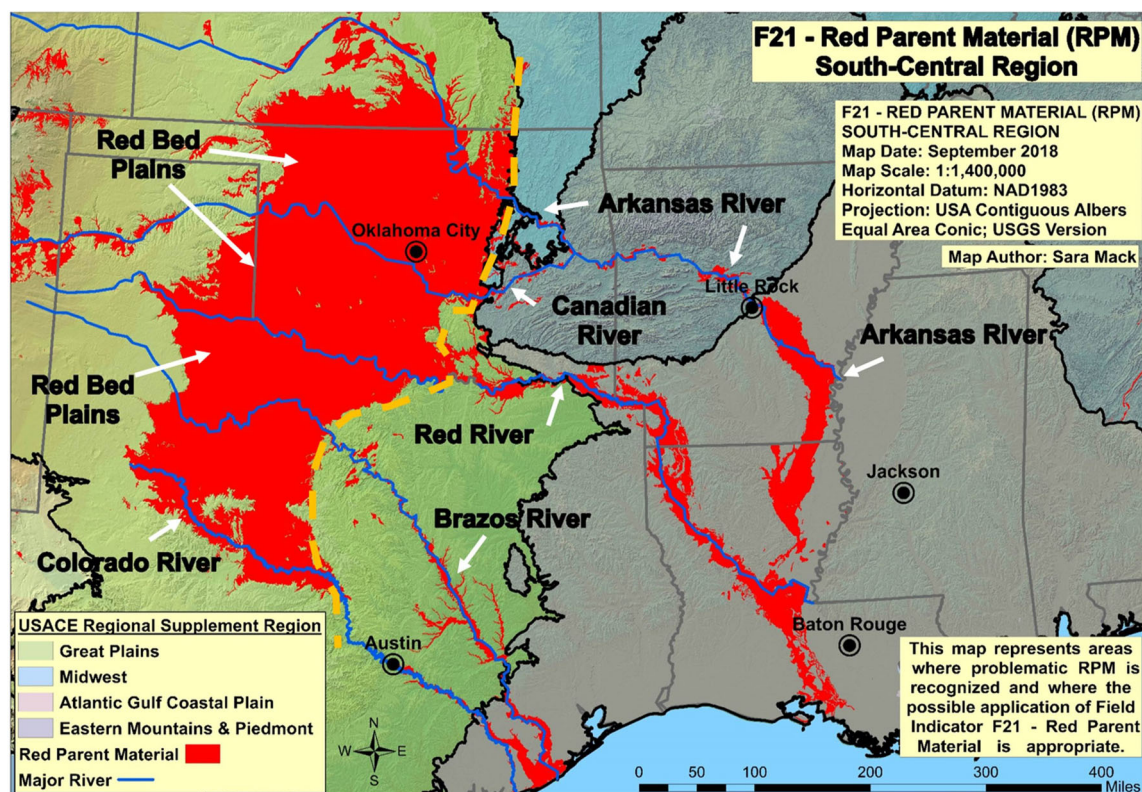 F21 - Red Parent Material (RPM)
South-Central Region
F21 - RED PARENT MATERIAL (RPM)
SOUTH-CENTRAL REGION
Map Date: September 2018
Map Scale: 1:1,400,000
Horizontal Datum: NAD1983
Projection: USA Contiguous Albers
Equal Area Conic; USGS Version
Map Author: Sara Mack
Red Bed
Plains
Oklahoma City
Arkansas River
Little Rock
Canadian
River
Arkansas River
Red Bed
Plains
Red River
Jackson
Brazos River
Colorado River
Baton Rouge
Austin
USACE Regional Supplement Region
Great Plains
Midwest
Atlantic Gulf Coastal Plain
Eastern Mountains & Piedmont
Red Parent Material
Major River
N
W E
S
This map represents areas
where problematic RPM is
recognized and where the
possible application of Field
Indicator F21 - Red Parent
Material is appropriate.
0 50 100 200 300 400
Miles